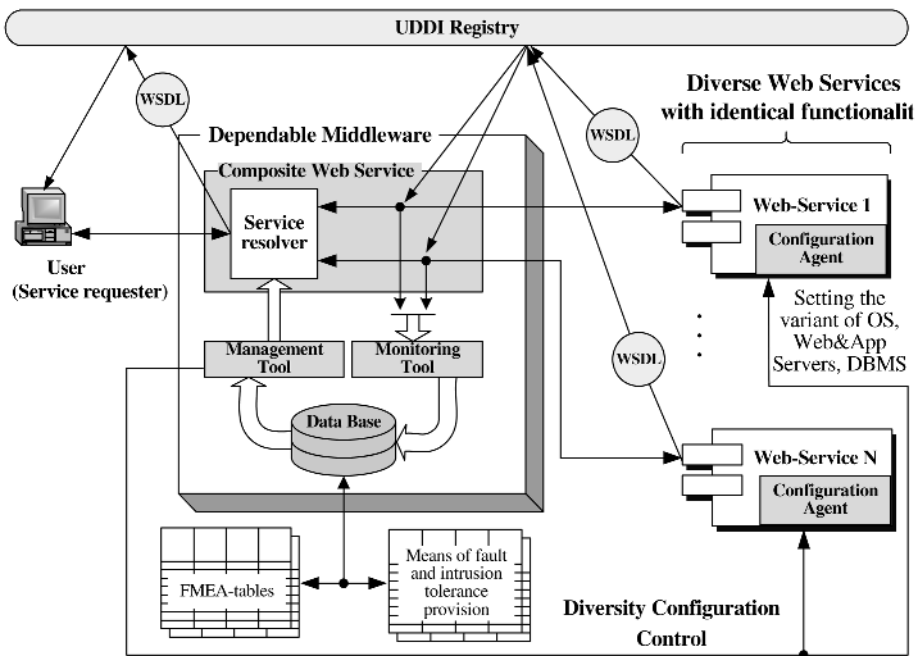 UDDI Registry
WSDL
Diverse Web Services
with identical functionalit
WSDL
Dependable Middleware
Composite Web Service
Service
resolver
User
(Service requester)
Web-Service 1
Configuration
Agent
Setting the
variant of OS,
Web&App
Servers, DBMS
WSDL
Management
Tool
Monitoring
Tool
Data Base
Web-Service N
Configuration
Agent
FMEA-tables
Means of fault
and intrusion
tolerance
provision
Diversity Configuration
Control